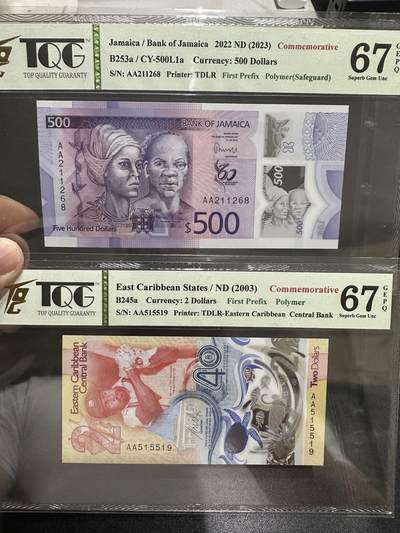 TQG
TOP QUALITY GUARANTY
Jamaica / Bank of Jamaica 2022 ND (2023) Commemorative
B253a / CY-500L1a Currency: 500 Dollars
S/N: AA211268 Printer: TDLR First Prefix Polymer(Safeguard)
67
GEPQ
Superb Gem Unc
500
BANK OF JAMAICA
AA211268
AA211268
500
Five Hundred Dollars
$500
TQG
TOP QUALITY GUARANTY
East Caribbean States / ND (2003) Commemorative
B245a Currency: 2 Dollars First Prefix Polymer
S/N: AA515519 Printer: TDLR-Eastern Caribbean Central Bank
67
GEPQ
Superb Gem Unc
Eastern Caribbean
Central Bank
2
40
Two Dollars
AA515519
AA515519